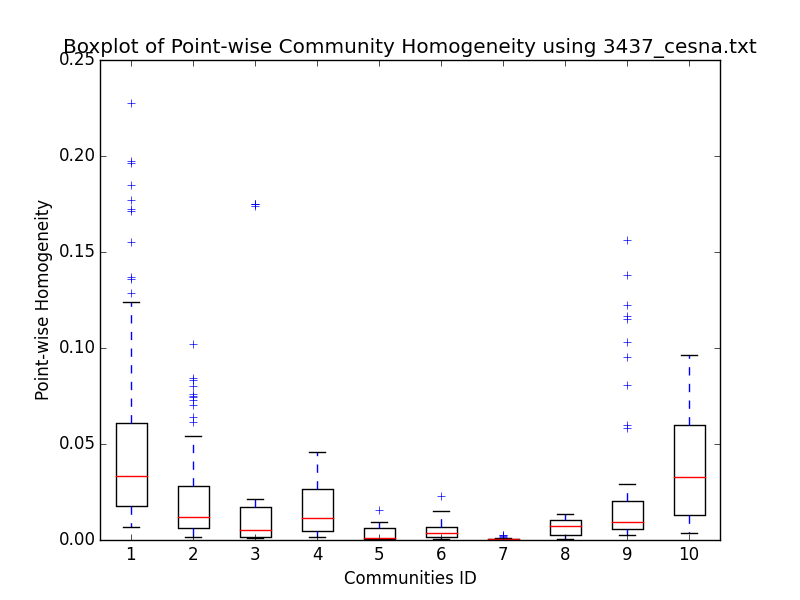 Boxplot of Point-wise Community Homogeneity using 3437_cesna.txt
0.25
0.20
0.15
0.10
0.05
0.00
Point-wise Homogeneity
1 2 3 4 5 6 7 8 9 10
Communities ID